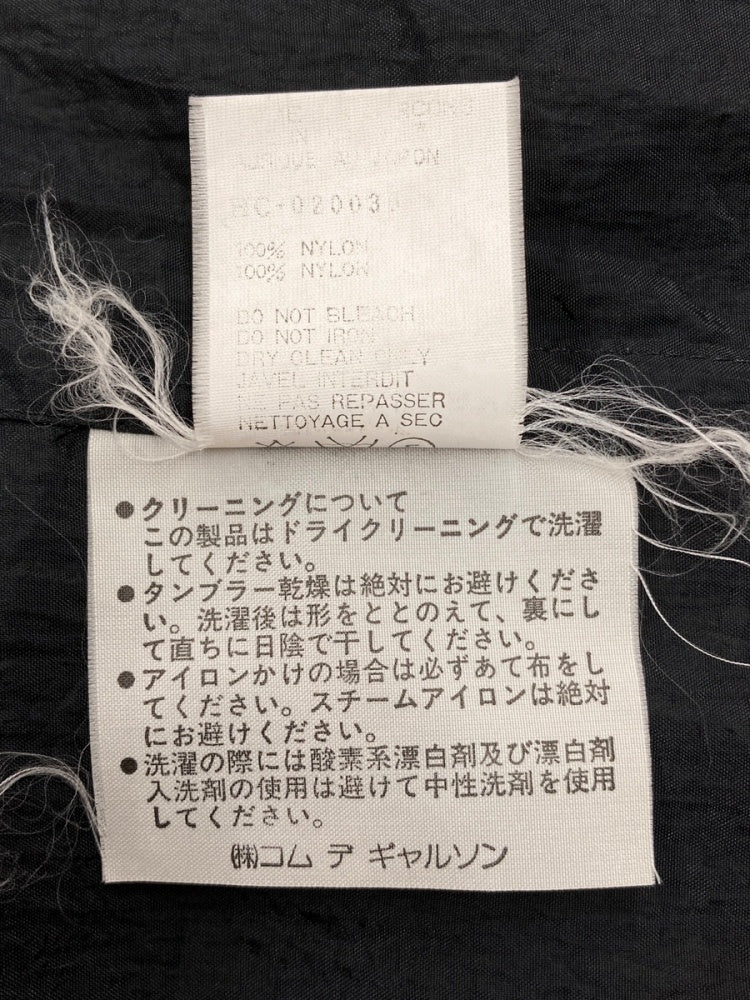 AU JAPON
100% NYLON
100% NYLON
DO NOT BLEACH
DO NOT IRON
DRY CLEAN ONLY
JAVEL INTERDIT
NE PAS REPASSER
NETTOYAGE A SEC
●クリーニングについて
この製品はドライクリーニングで洗濯
してください。
●タンブラー乾燥は絶対にお避けくださ
い。洗濯後は形をととのえて、裏にし
て直ちに日陰で干してください。
●アイロンかけの場合は必ずあて布をし
てください。スチームアイロンは絶対
にお避けください。
●洗濯の際には酸素系漂白剤及び漂白剤
入洗剤の使用は避けて中性洗剤を使用
してください。
㈱コム デ ギャルソン